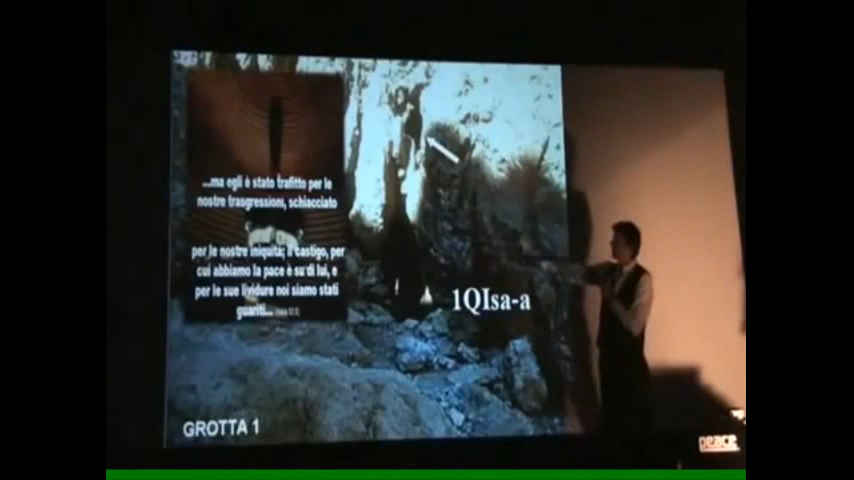 ...ma egli è stato trafitto per le
nostre trasgressioni, schiacciato
per le nostre iniquità; il castigo, per
cui abbiamo la pace è su di lui, e
per le sue lividure noi siamo stati
guariti...
1QIsa-a
GROTTA 1
peace